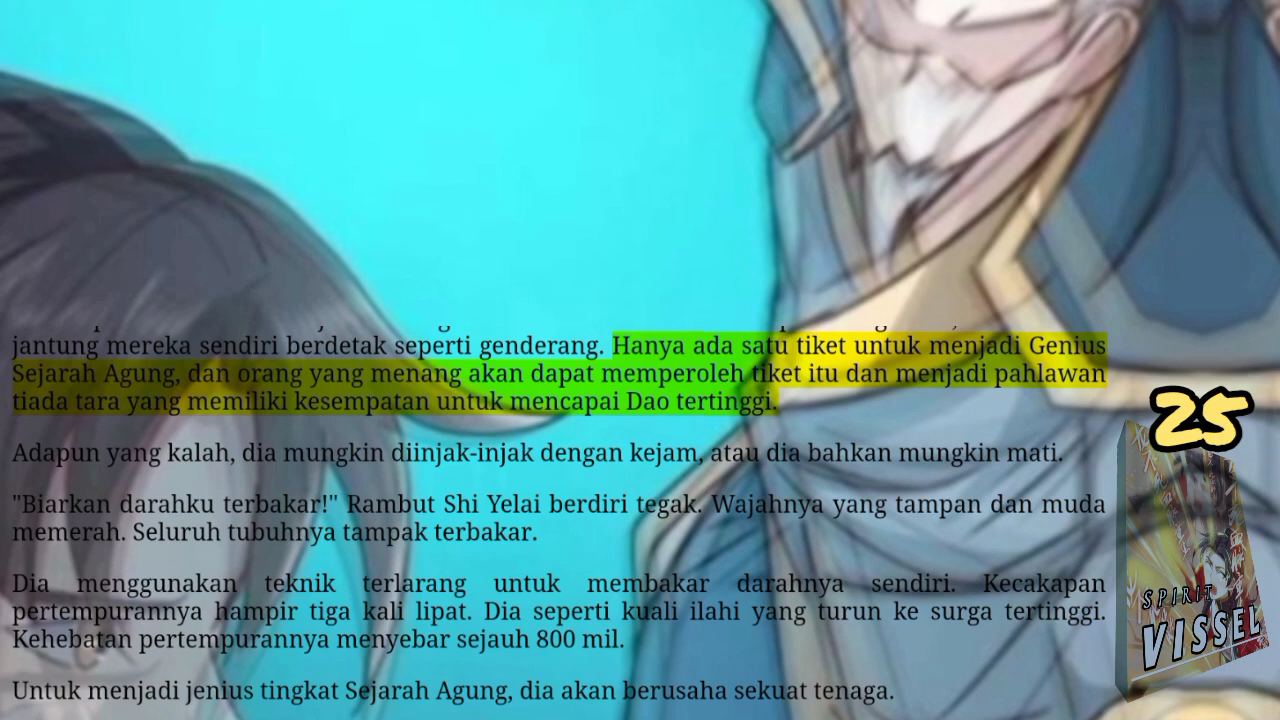 jantung mereka sendiri berdetak seperti genderang. Hanya ada satu tiket untuk menjadi Genius
Sejarah Agung, dan orang yang menang akan dapat memperoleh tiket itu dan menjadi pahlawan
tiada tara yang memiliki kesempatan untuk mencapai Dao tertinggi.
Adapun yang kalah, dia mungkin diinjak-injak dengan kejam, atau dia bahkan mungkin mati.
"Biarkan darahku terbakar!" Rambut Shi Yelai berdiri tegak. Wajahnya yang tampan dan muda
memerah. Seluruh tubuhnya tampak terbakar.
Dia menggunakan teknik terlarang untuk membakar darahnya sendiri. Kecakapan
pertempurannya hampir tiga kali lipat. Dia seperti kuali ilahi yang turun ke surga tertinggi.
Kehebatan pertempurannya menyebar sejauh 800 mil.
Untuk menjadi jenius tingkat Sejarah Agung, dia akan berusaha sekuat tenaga.
25
SPIRIT
VISSEL